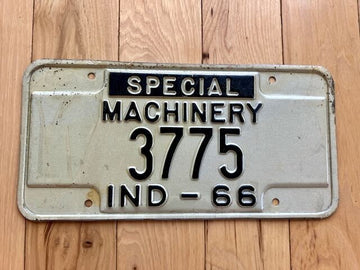 SPECIAL
MACHINERY
3775
IND - 66